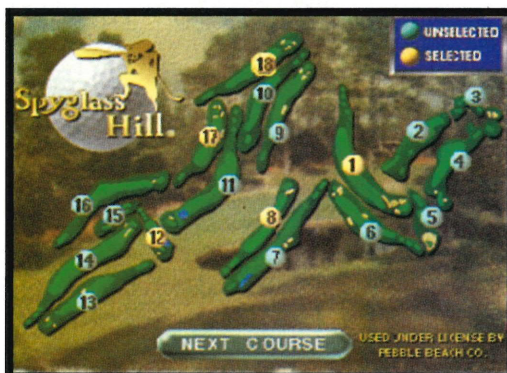 UNSELECTED
SELECTED
Spyglass
Hill.
18
10
9
17
11
16
15
12
14
13
8
7
1
2
3
4
5
6
NEXT COURSE
USED UNDER LICENSE BY
PEBBLE BEACH CO.